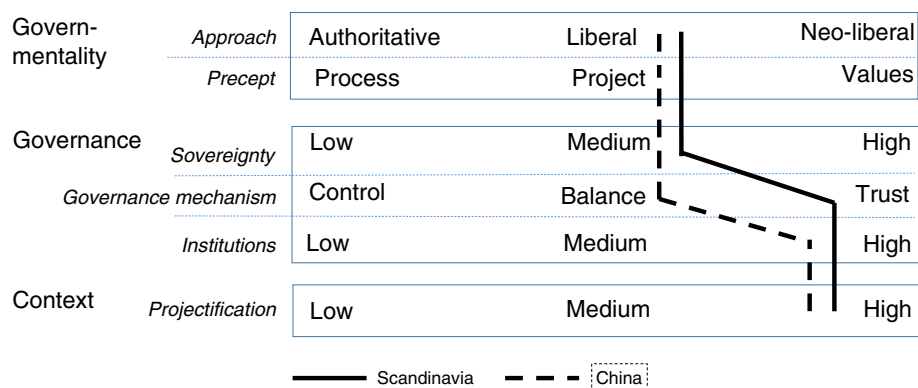 Govern-
mentality
Approach Authoritative Liberal Neo-liberal
Precept Process Project Values
Governance
Sovereignty Low Medium High
Governance mechanism Control Balance Trust
Institutions Low Medium High
Context
Projectification Low Medium High
Scandinavia China